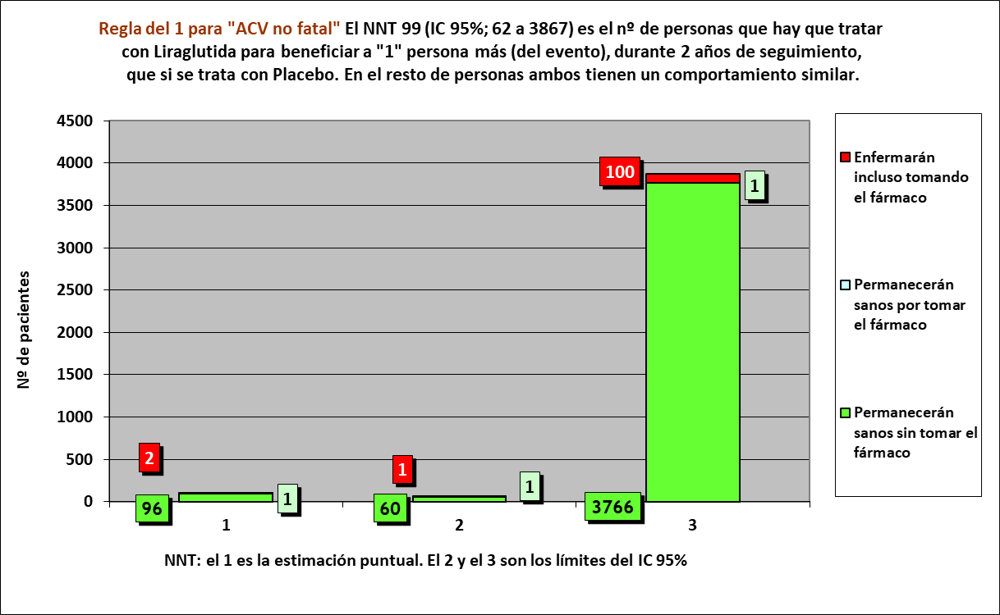 Regla del 1 para "ACV no fatal" El NNT 99 (IC 95%; 62 a 3867) es el nº de personas que hay que tratar
con Liraglutida para beneficiar a "1" persona más (del evento), durante 2 años de seguimiento,
que si se trata con Placebo. En el resto de personas ambos tienen un comportamiento similar.
Nº de pacientes
4500
4000
3500
3000
2500
2000
1500
1000
500
0
2
96
1
1
60
1
100
3766
1
1
2
3
NNT: el 1 es la estimación puntual. El 2 y el 3 son los límites del IC 95%
Enfermarán
incluso tomando
el fármaco
Permanecerán
sanos por tomar
el fármaco
Permanecerán
sanos sin tomar el
fármaco